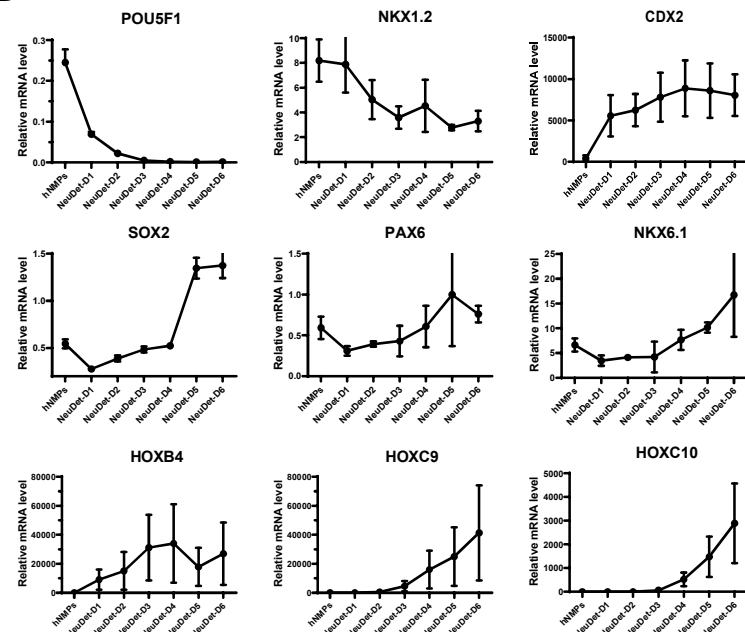 POU5F1
Relative mRNA level
0.3
0.2
0.1
0.0
hNMPs
NeuDet-D1
NeuDet-D2
NeuDet-D3
NeuDet-D4
NeuDet-D5
NeuDet-D6
NKX1.2
Relative mRNA level
10
8
6
4
2
0
hNMPs
NeuDet-D1
NeuDet-D2
NeuDet-D3
NeuDet-D4
NeuDet-D5
NeuDet-D6
CDX2
Relative mRNA level
15000
10000
5000
0
hNMPs
NeuDet-D1
NeuDet-D2
NeuDet-D3
NeuDet-D4
NeuDet-D5
NeuDet-D6
SOX2
Relative mRNA level
1.5
1.0
0.5
hNMPs
NeuDet-D1
NeuDet-D2
NeuDet-D3
NeuDet-D4
NeuDet-D5
NeuDet-D6
PAX6
Relative mRNA level
1.5
1.0
0.5
0.0
hNMPs
NeuDet-D1
NeuDet-D2
NeuDet-D3
NeuDet-D4
NeuDet-D5
NeuDet-D6
NKX6.1
Relative mRNA level
25
20
15
10
5
0
hNMPs
NeuDet-D1
NeuDet-D2
NeuDet-D3
NeuDet-D4
NeuDet-D5
NeuDet-D6
HOXB4
Relative mRNA level
80000
60000
40000
20000
0
hNMPs
NeuDet-D1
NeuDet-D2
NeuDet-D3
NeuDet-D4
NeuDet-D5
NeuDet-D6
HOXC9
Relative mRNA level
80000
60000
40000
20000
0
hNMPs
NeuDet-D1
NeuDet-D2
NeuDet-D3
NeuDet-D4
NeuDet-D5
NeuDet-D6
HOXC10
Relative mRNA level
5000
4000
3000
2000
1000
0
hNMPs
NeuDet-D1
NeuDet-D2
NeuDet-D3
NeuDet-D4
NeuDet-D5
NeuDet-D6